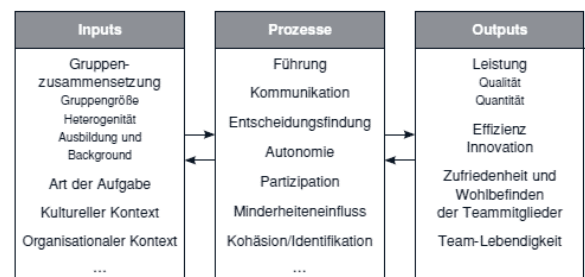 Inputs
Gruppen-
zusammensetzung
Gruppengröße
Heterogenität
Ausbildung und
Background
Art der Aufgabe
Kultureller Kontext
Organisationaler Kontext
...
Prozesse
Führung
Kommunikation
Entscheidungsfindung
Autonomie
Partizipation
Minderheiteneinfluss
Kohäsion/Identifikation
...
Outputs
Leistung
Qualität
Quantität
Effizienz
Innovation
Zufriedenheit und
Wohlbefinden
der Teammitglieder
Team-Lebendigkeit